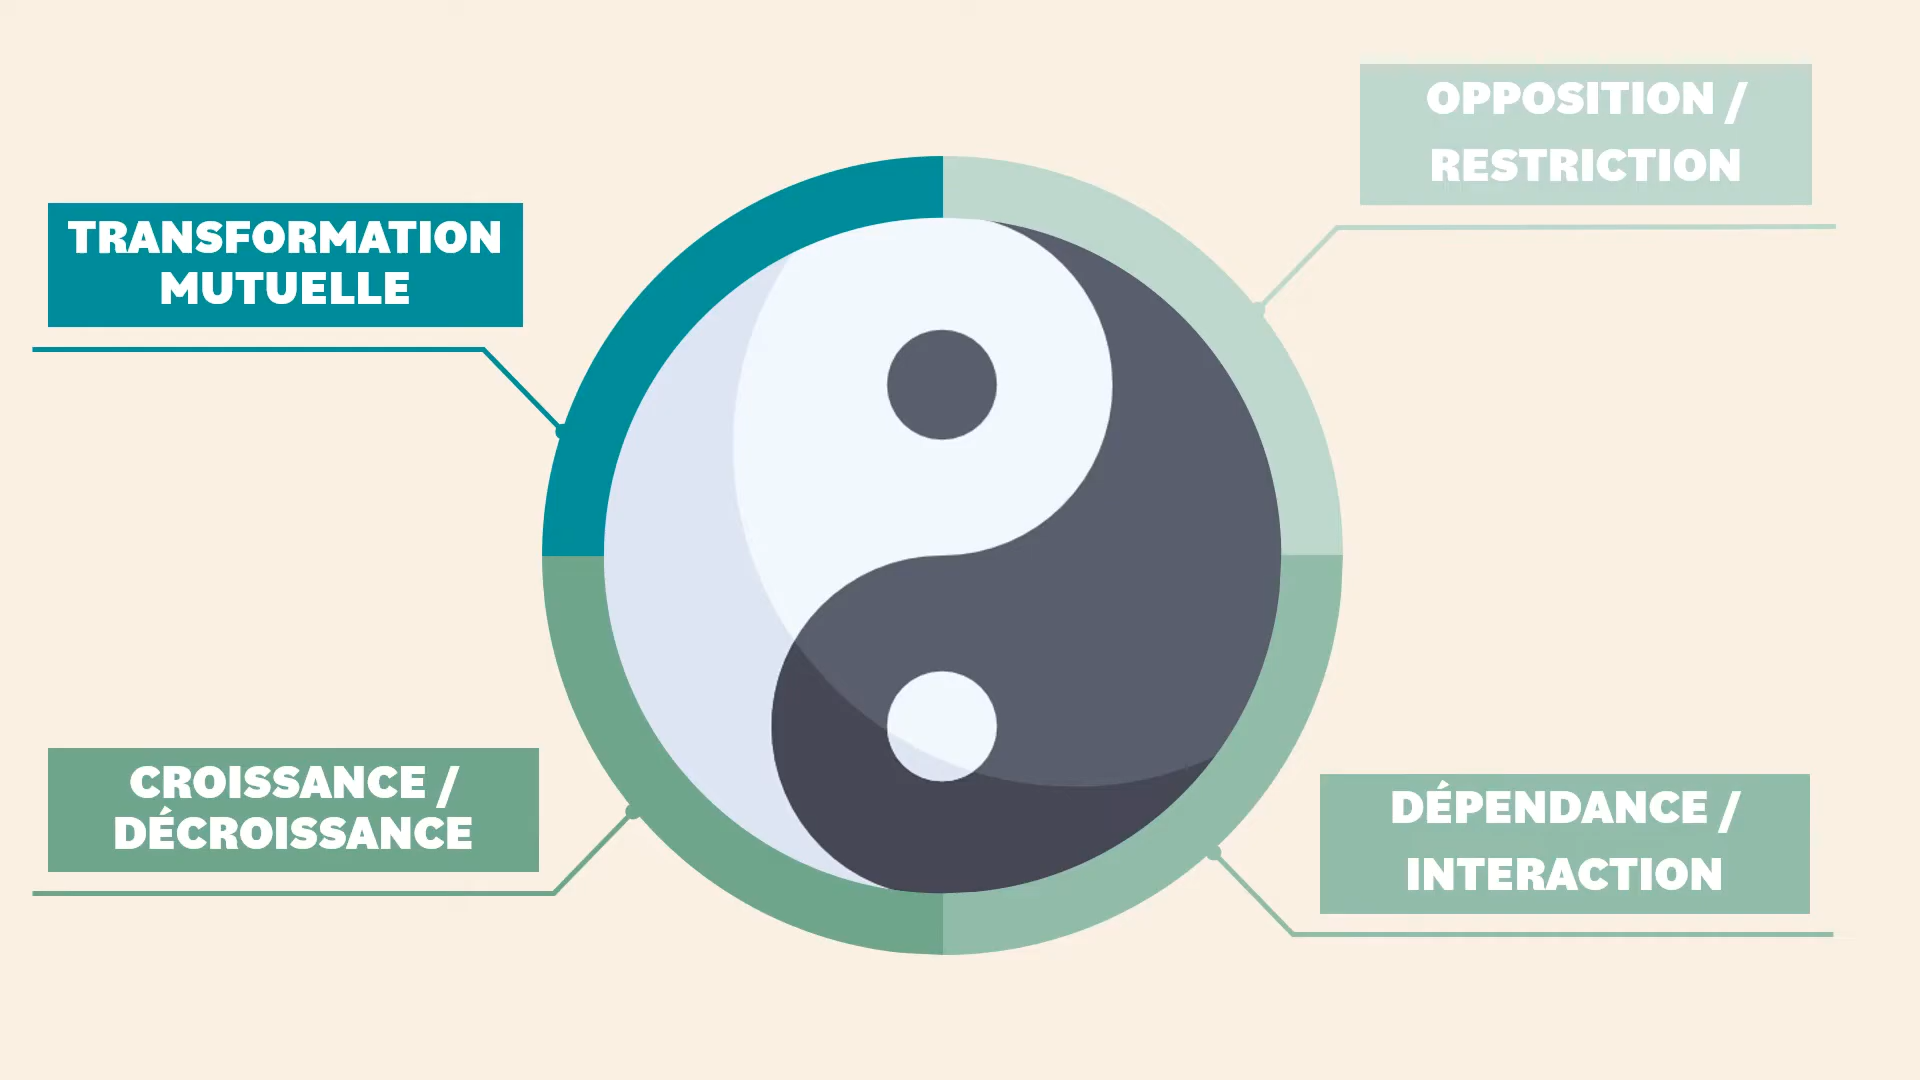 OPPOSITION /
RESTRICTION
TRANSFORMATION
MUTUELLE
CROISSANCE /
DÉCROISSANCE
DÉPENDANCE /
INTERACTION